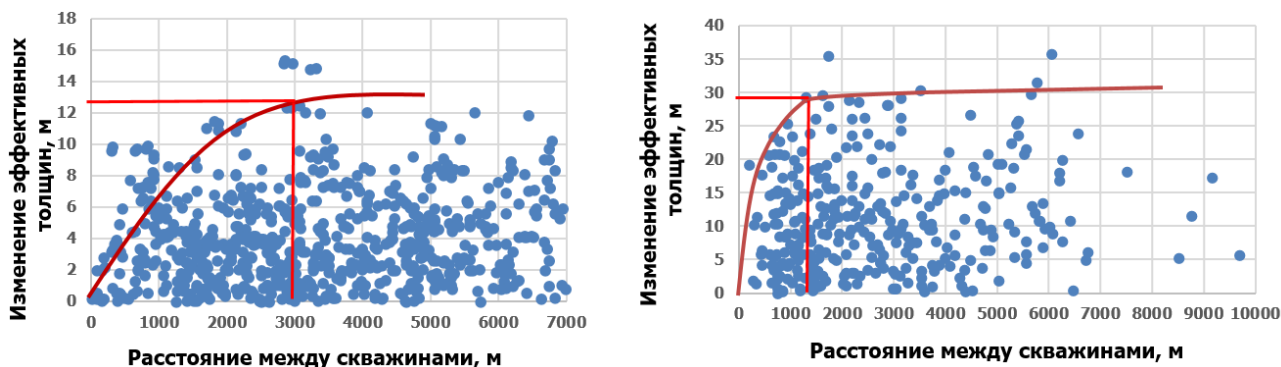 Изменение эффективных
толщин, м
18
16
14
12
10
8
6
4
2
0
0 1000 2000 3000 4000 5000 6000 7000
Расстояние между скважинами, м
Изменение эффективных
толщин, м
40
35
30
25
20
15
10
5
0
0 1000 2000 3000 4000 5000 6000 7000 8000 9000 10000
Расстояние между скважинами, м